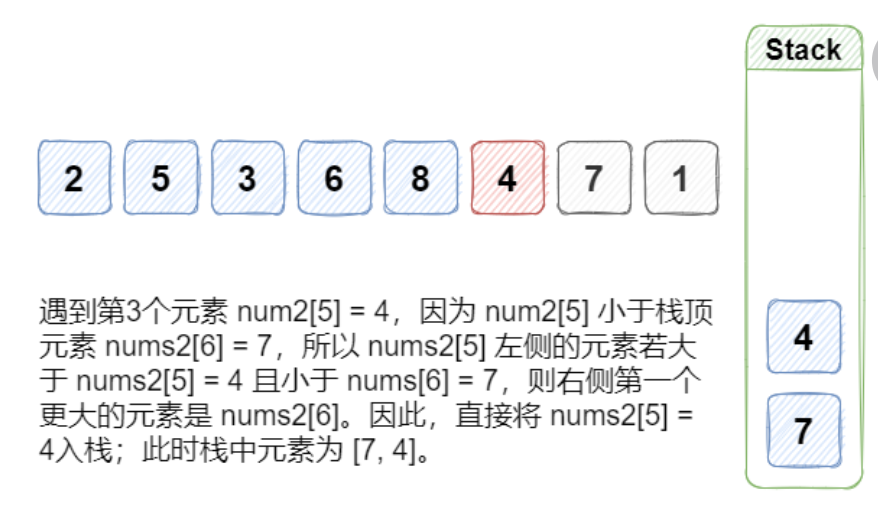 Stack
2 5 3 6 8 4 7 1
遇到第3个元素 num2[5] = 4，因为 num2[5] 小于栈顶
元素 nums2[6] = 7，所以 nums2[5] 左侧的元素若大
于 nums2[5] = 4 且小于 nums[6] = 7，则右侧第一个
更大的元素是 nums2[6]。因此，直接将 nums2[5] =
4入栈；此时栈中元素为 [7, 4]。
4
7